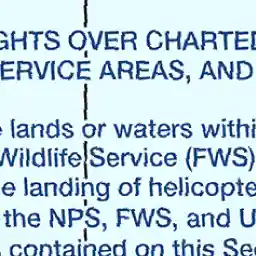 GHTS OVER CHARTED
ERVICE AREAS, AND
lands or waters withi
Wildlife Service (FWS)
e landing of helicopte
the NPS, FWS, and U
contained on this Se